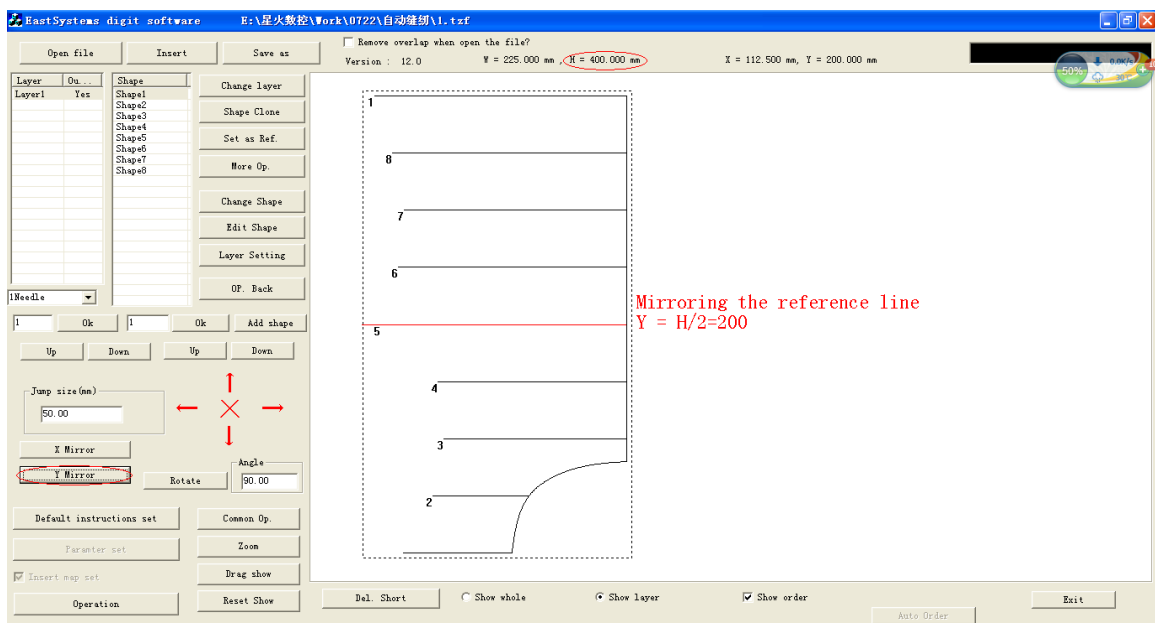 EastSystems digit software E:\星火数控\Work\0722\自动缝纫\1.txf
Open file Insert Save as
Remove overlap when open the file?
Version : 12.0 W = 225.000 mm , H = 400.000 mm X = 112.500 mm, Y = 200.000 mm
50% 0.0K/s
30℃
Layer Ou... Shape
Layer1 Yes Shape1
Shape2
Shape3
Shape4
Shape5
Shape6
Shape7
Shape8
Change layer
Shape Clone
Set as Ref.
More Op.
Change Shape
Edit Shape
Layer Setting
OP. Back
1Needle
1 Ok 1 Ok Add shape
Up Down Up Down
Jump size(mm)
50.00
X Mirror
Y Mirror
Rotate
Angle
90.00
Default instructions set Common Op.
Paramter set Zoom
Insert map set Drag show
Operation Reset Show
1
8
7
6
5
4
3
2
Mirroring the reference line
Y = H/2=200
Del. Short Show whole Show layer Show order Exit
Auto Order